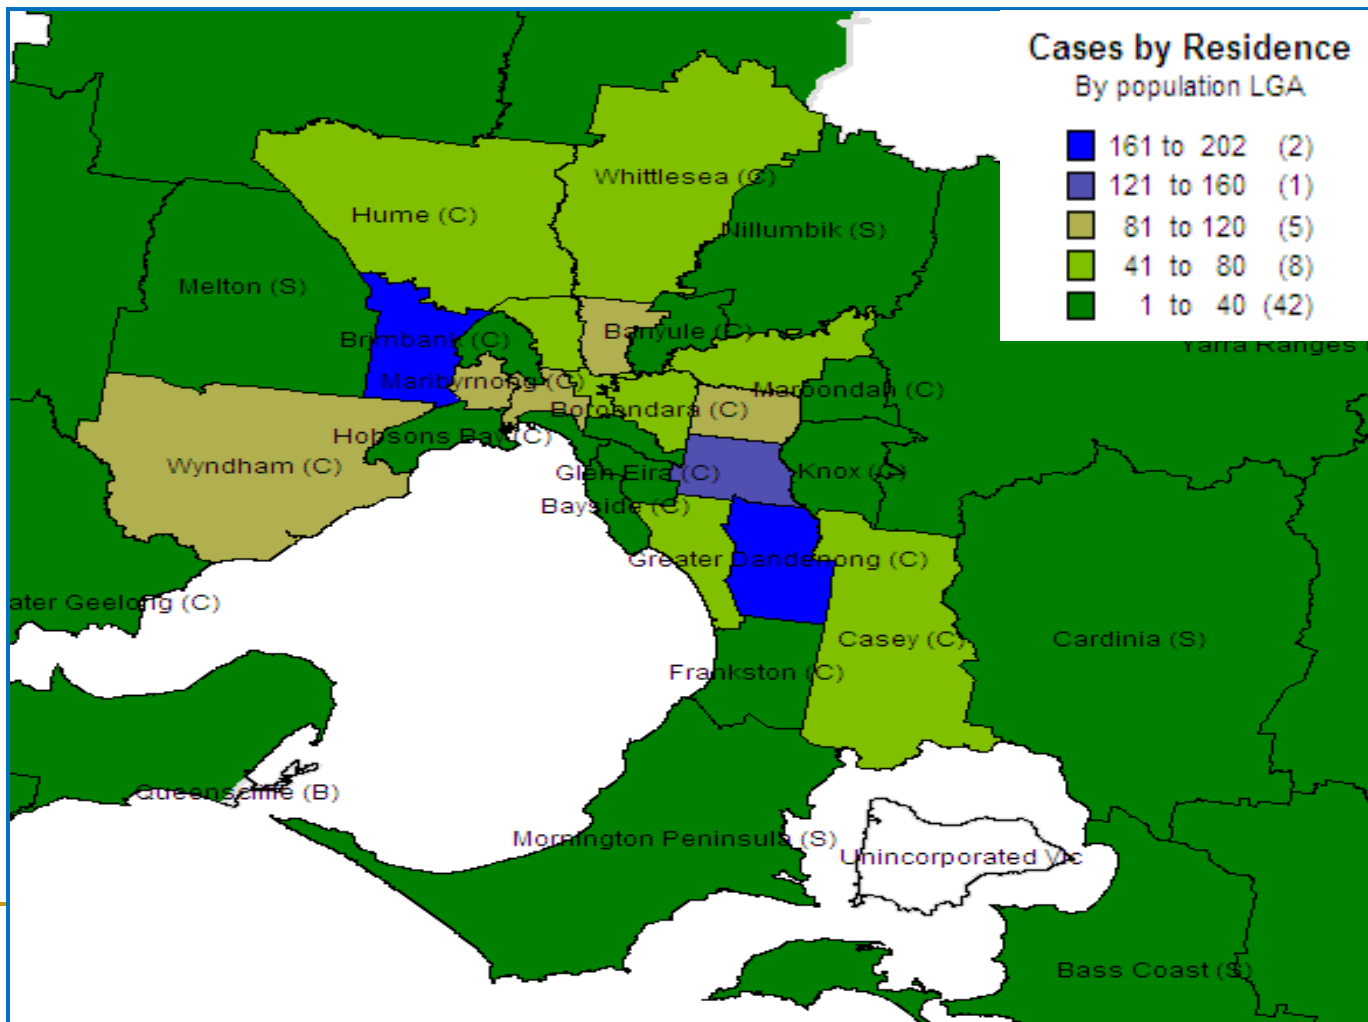 Cases by Residence
By population LGA
161 to 202 (2)
121 to 160 (1)
81 to 120 (5)
41 to 80 (8)
1 to 40 (42)
Whittlesea (C)
Hume (C)
Nillumbik (S)
Melton (S)
Brimbank (C)
Banyule (C)
Yarra Ranges
Maribyrnong (C)
Maroondah (C)
Boroondara (C)
Hobsons Bay (C)
Wyndham (C)
Glen Eira (C)
Knox (C)
Bayside (C)
Greater Dandenong (C)
ater Geelong (C)
Casey (C)
Cardinia (S)
Frankston (C)
Queenscliffe (B)
Mornington Peninsula (S)
Unincorporated Vic
Bass Coast (S)